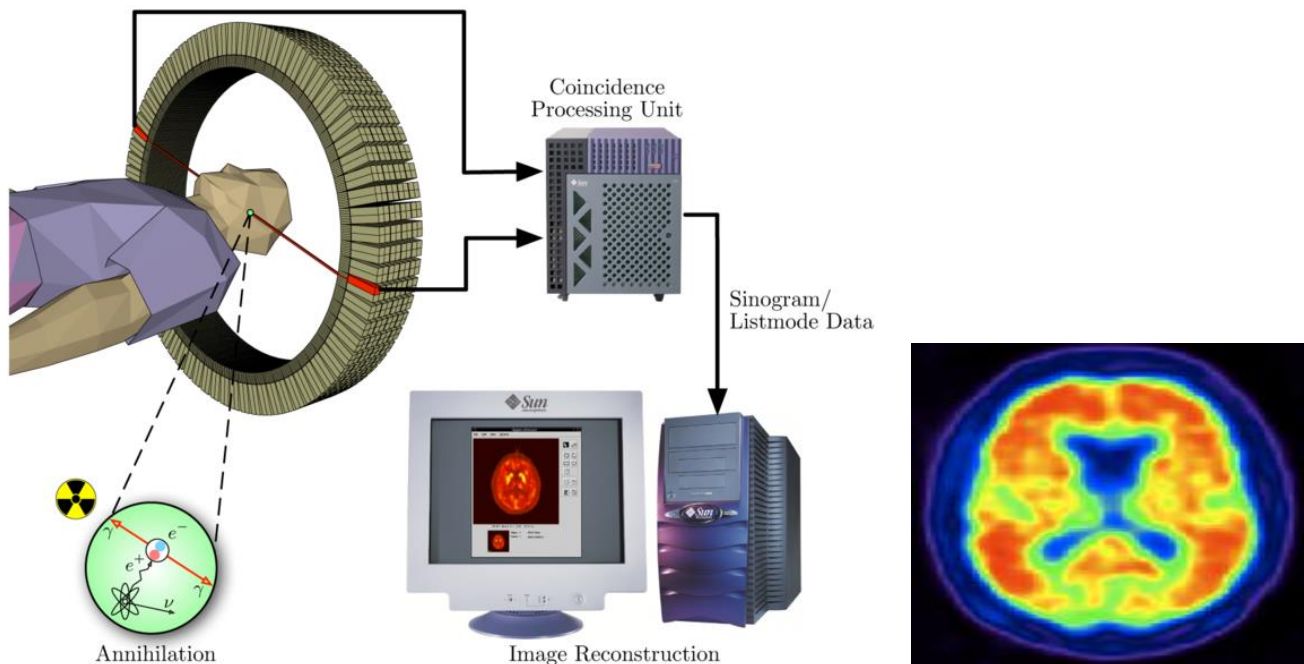 Coincidence
Processing Unit
Sinogram/
Listmode Data
Sun
Sun
γ
e−
e+
γ
ν
Annihilation
Image Reconstruction